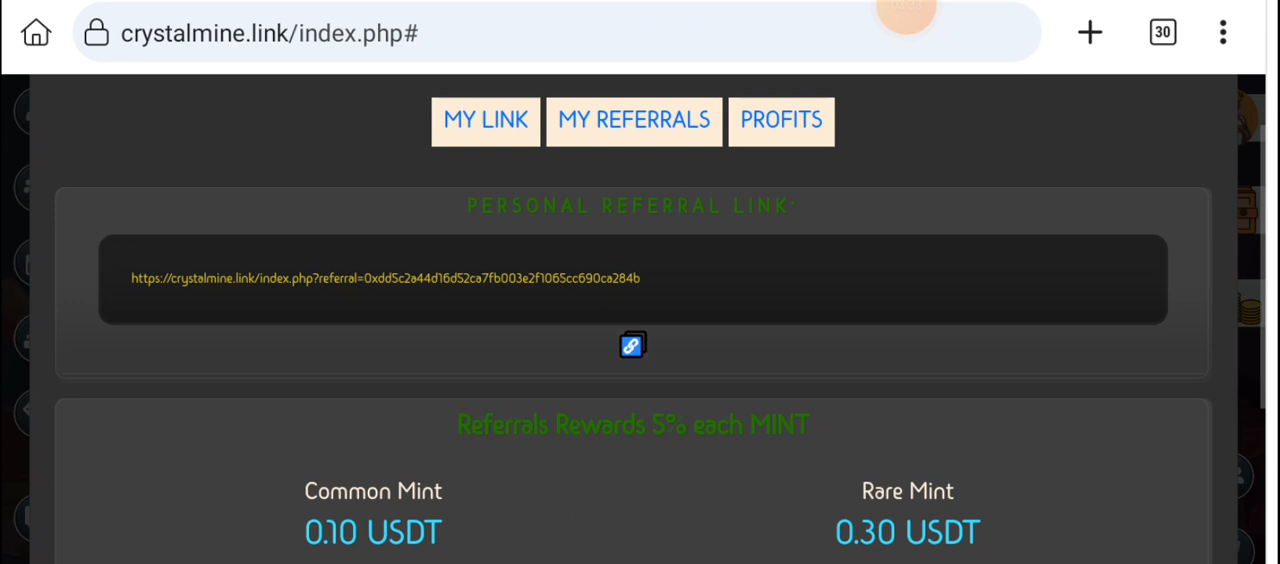 crystalmine.link/index.php#
30
MY LINK MY REFERRALS PROFITS
PERSONAL REFERRAL LINK:
https://crystalmine.link/index.php?referral=0xdd5c2a44d16d52ca7fb003e2f1065cc690ca284b
Referrals Rewards 5% each MINT
Common Mint Rare Mint
0.10 USDT 0.30 USDT